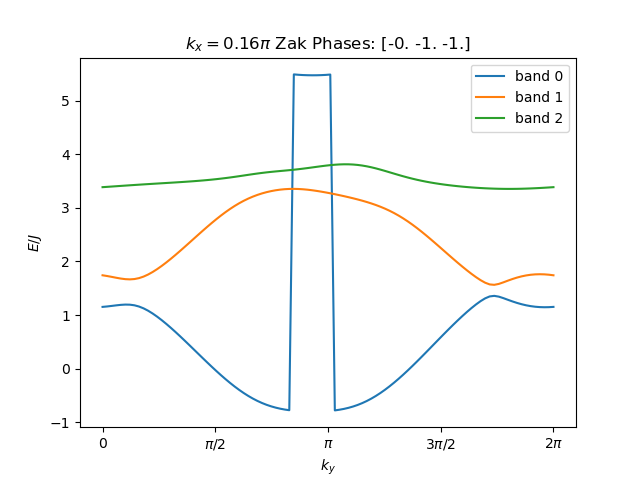 $k_x = 0.16\pi$ Zak Phases: [-0. -1. -1.]
band 0
band 1
band 2
5
4
3
2
1
0
−1
E/J
0
π/2
π
3π/2
2π
$k_y$